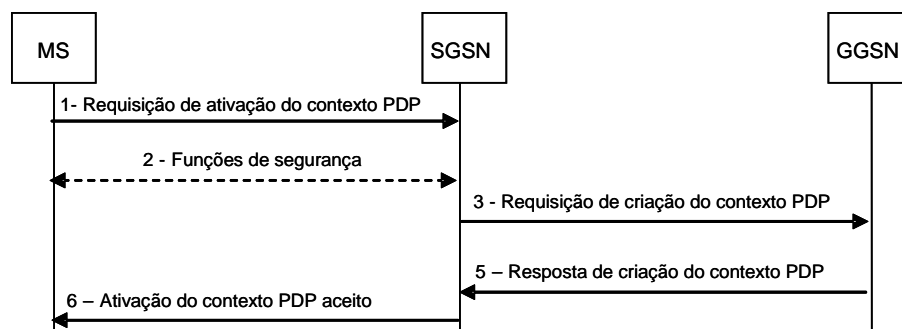 MS
SGSN
GGSN
1- Requisição de ativação do contexto PDP
2 - Funções de segurança
3 - Requisição de criação do contexto PDP
5 – Resposta de criação do contexto PDP
6 – Ativação do contexto PDP aceito